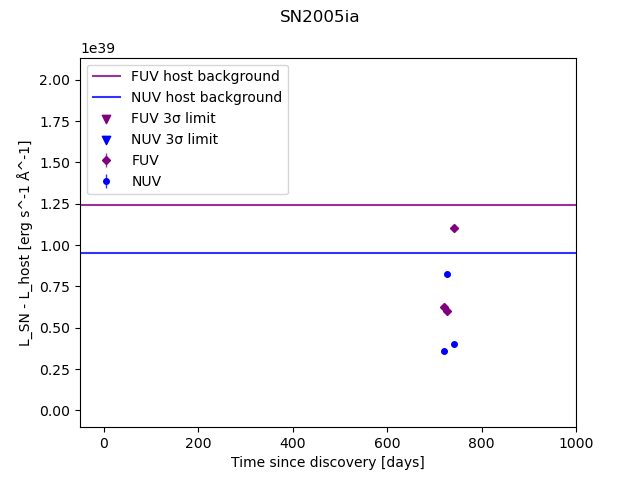 SN2005ia
1e39
2.00
1.75
1.50
1.25
1.00
0.75
0.50
0.25
0.00
L_SN - L_host [erg s^-1 Å^-1]
FUV host background
NUV host background
FUV 3σ limit
NUV 3σ limit
FUV
NUV
0 200 400 600 800 1000
Time since discovery [days]